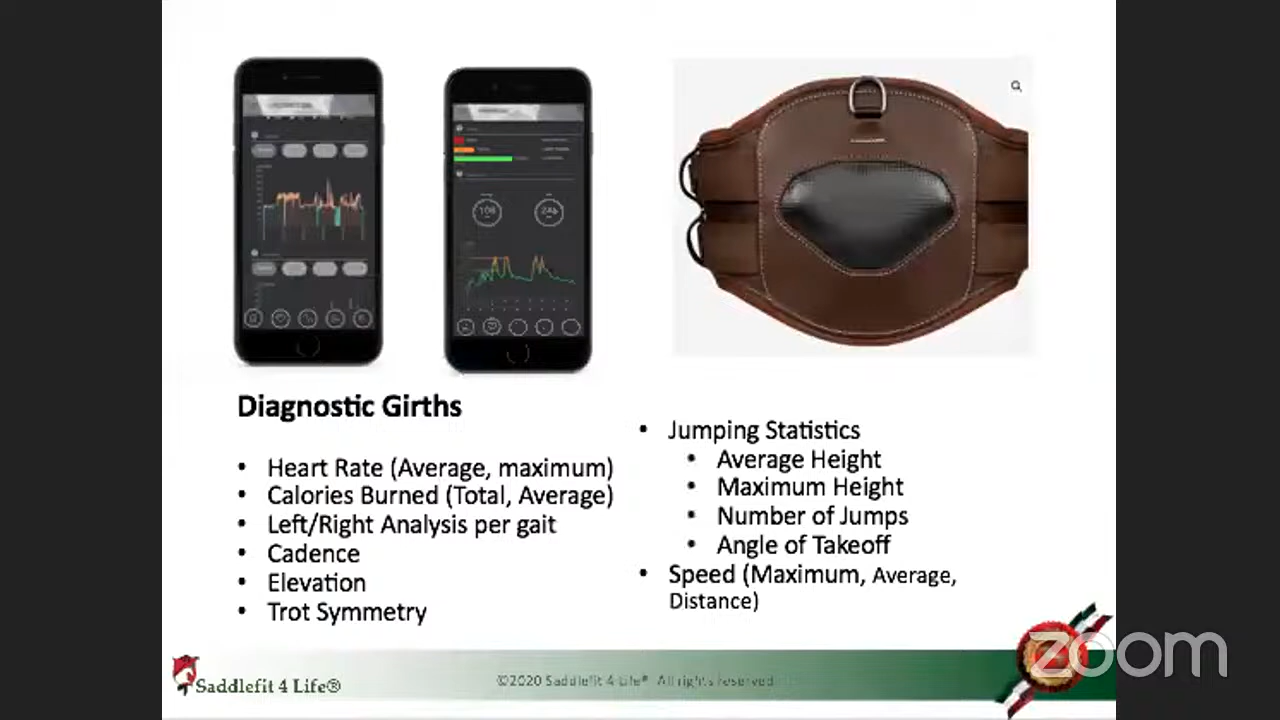 Diagnostic Girths
• Heart Rate (Average, maximum)
• Calories Burned (Total, Average)
• Left/Right Analysis per gait
• Cadence
• Elevation
• Trot Symmetry
• Jumping Statistics
• Average Height
• Maximum Height
• Number of Jumps
• Angle of Takeoff
• Speed (Maximum, Average,
Distance)
Saddlefit 4 Life®
©2020 Saddlefit 4 Life® All rights reserved
zoom